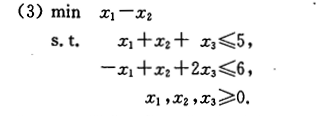 (3) min x₁−x₂
s. t. x₁+x₂+ x₃≤5,
−x₁+x₂+2x₃≤6,
x₁,x₂,x₃≥0.